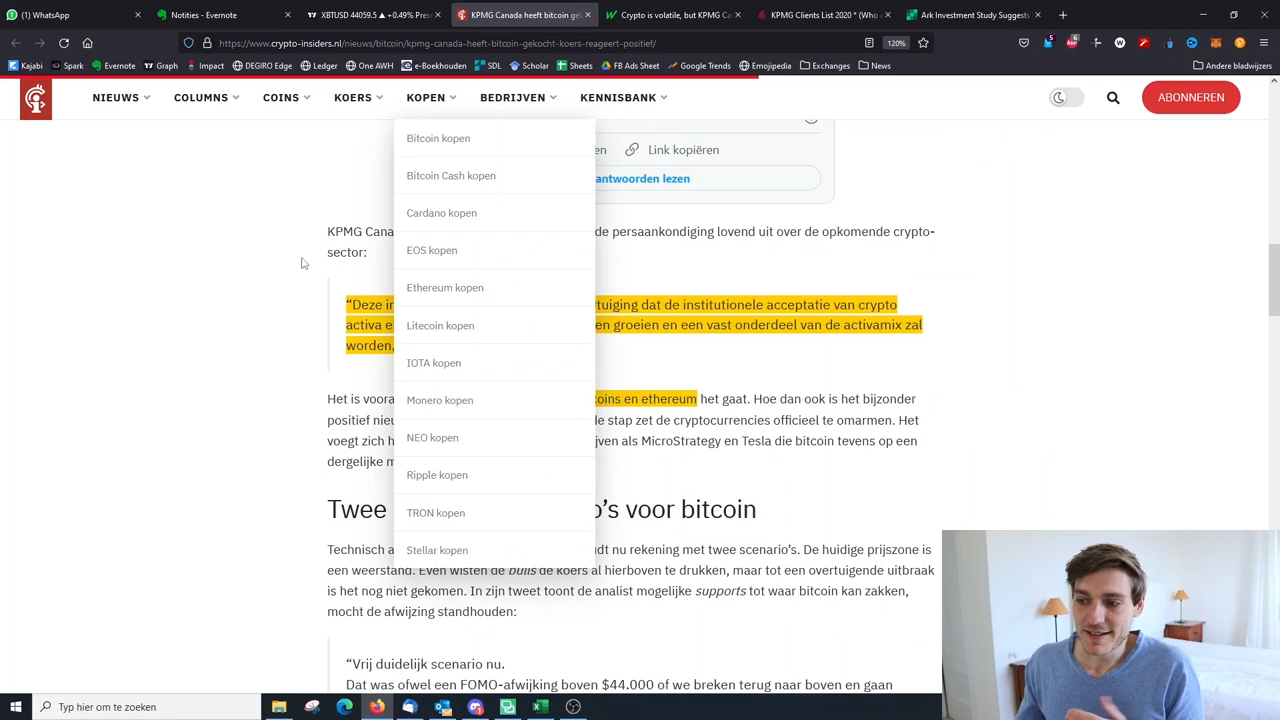 (1) WhatsApp
Notities - Evernote
XBTUSD 44059.5 ▲ +0.49% Pres
KPMG Canada heeft bitcoin gek
Crypto is volatile, but KPMG Ca
KPMG Clients List 2020 * (Who a
Ark Investment Study Suggests
https://www.crypto-insiders.nl/nieuws/bitcoin/kpmg-canada-heeft-bitcoin-gekocht-koers-reageert-positief/
120%
Kajabi
Spark
Evernote
Graph
Impact
DEGIRO Edge
Ledger
One AWH
e-Boekhouden
SDL
Scholar
Sheets
FB Ads Sheet
Google Trends
Emojipedia
Exchanges
News
Andere bladwijzers
NIEUWS
COLUMNS
COINS
KOERS
KOPEN
BEDRIJVEN
KENNISBANK
ABONNEREN
Bitcoin kopen
Bitcoin Cash kopen
Cardano kopen
EOS kopen
Ethereum kopen
Litecoin kopen
IOTA kopen
Monero kopen
NEO kopen
Ripple kopen
TRON kopen
Stellar kopen
en Link kopiëren
antwoorden lezen
KPMG Cana de persaankondiging lovend uit over de opkomende crypto-
sector:
“Deze in rtuiging dat de institutionele acceptatie van crypto
activa e en groeien en een vast onderdeel van de activamix zal
worden,
Het is voora coins en ethereum het gaat. Hoe dan ook is het bijzonder
positief nieu de stap zet de cryptocurrencies officieel te omarmen. Het
voegt zich h jven als MicroStrategy en Tesla die bitcoin tevens op een
dergelijke m
Twee o’s voor bitcoin
Technisch a udt nu rekening met twee scenario’s. De huidige prijszone is
een weerstand. Even wisten de bulls de koers al hierboven te drukken, maar tot een overtuigende uitbraak
is het nog niet gekomen. In zijn tweet toont de analist mogelijke supports tot waar bitcoin kan zakken,
mocht de afwijzing standhouden:
“Vrij duidelijk scenario nu.
Dat was ofwel een FOMO-afwijking boven $44.000 of we breken terug naar boven en gaan
Typ hier om te zoeken